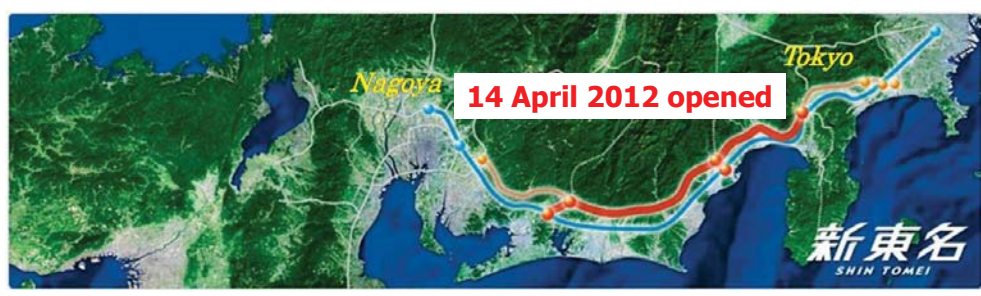 Tokyo
Nagoya
14 April 2012 opened
新東名
SHIN TOMEI